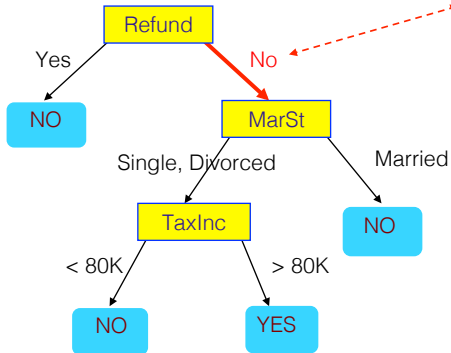 Refund
Yes
No
NO
MarSt
Single, Divorced
Married
TaxInc
NO
< 80K
> 80K
NO
YES